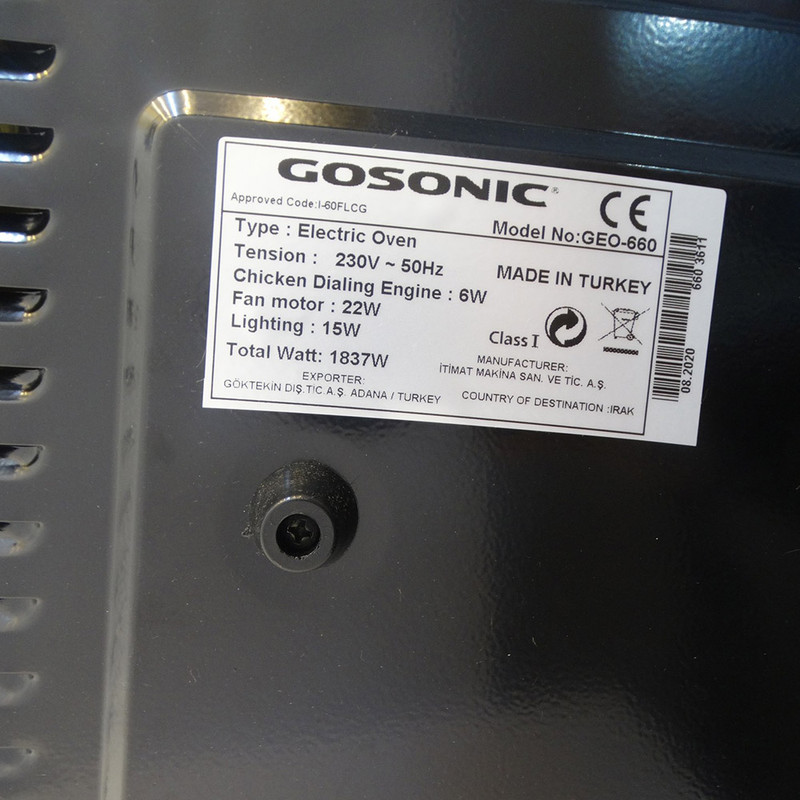 GOSONIC®
CE
Approved Code:I-60FLCG
Model No:GEO-660
Type : Electric Oven
Tension : 230V ~ 50Hz
MADE IN TURKEY
Chicken Dialing Engine : 6W
Fan motor : 22W
Lighting : 15W
Class I
Total Watt: 1837W
MANUFACTURER:
İTİMAT MAKİNA SAN. VE TİC. A.Ş.
EXPORTER:
GÖKTEKİN DIŞ.TİC.A.Ş. ADANA / TURKEY
COUNTRY OF DESTINATION :IRAK
660 3611
08.2020